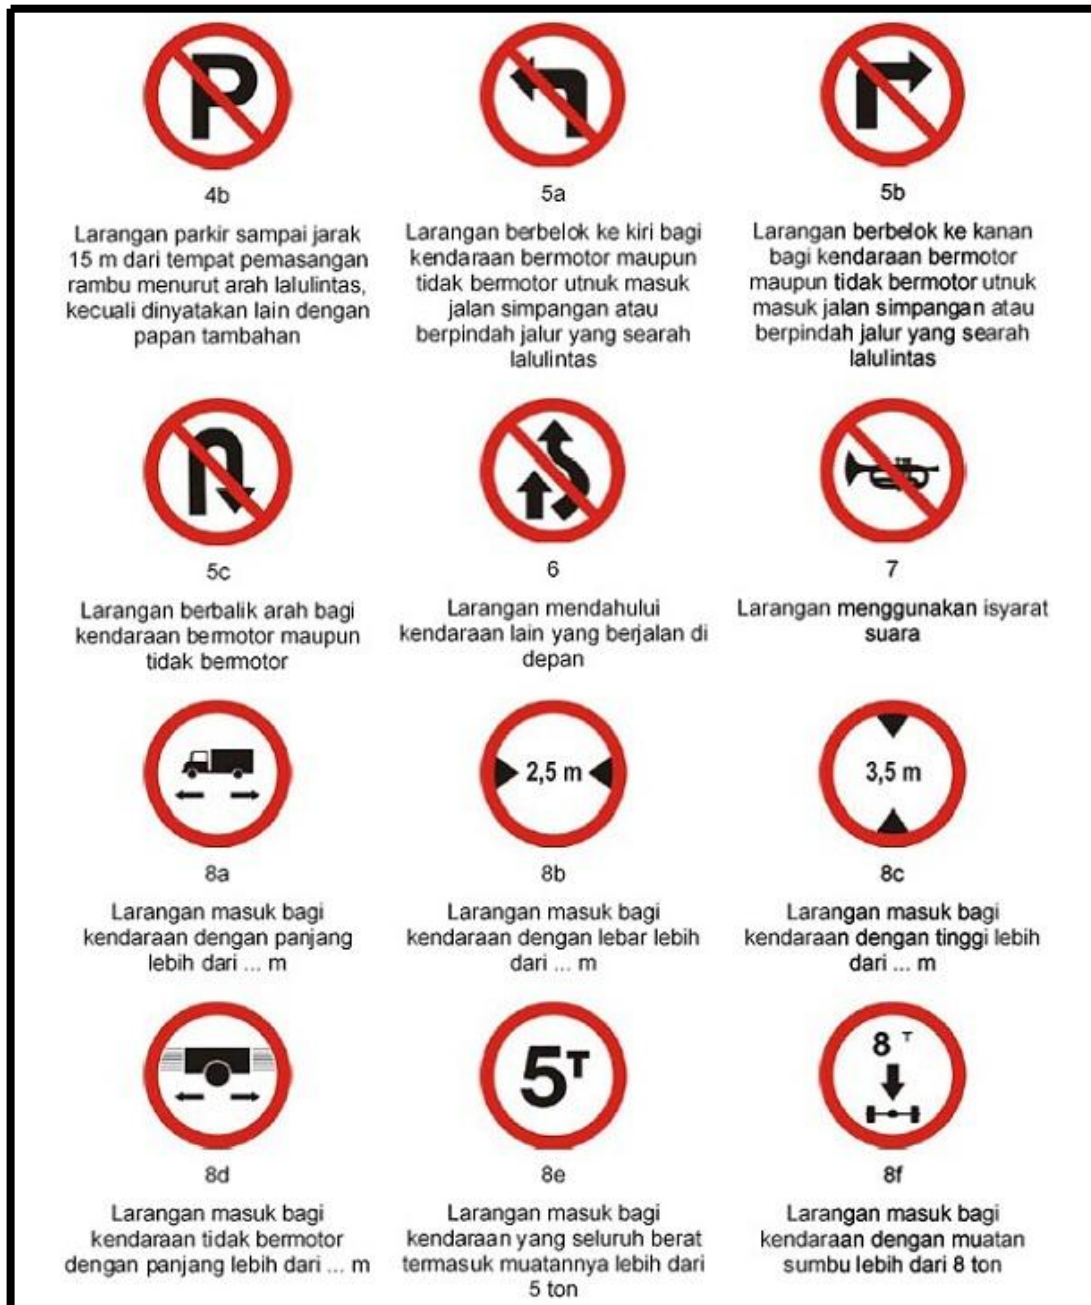 P
4b
Larangan parkir sampai jarak
15 m dari tempat pemasangan
rambu menurut arah lalulintas,
kecuali dinyatakan lain dengan
papan tambahan
5a
Larangan berbelok ke kiri bagi
kendaraan bermotor maupun
tidak bermotor utnuk masuk
jalan simpangan atau
berpindah jalur yang searah
lalulintas
5b
Larangan berbelok ke kanan
bagi kendaraan bermotor
maupun tidak bermotor utnuk
masuk jalan simpangan atau
berpindah jalur yang searah
lalulintas
5c
Larangan berbalik arah bagi
kendaraan bermotor maupun
tidak bermotor
6
Larangan mendahului
kendaraan lain yang berjalan di
depan
7
Larangan menggunakan isyarat
suara
8a
Larangan masuk bagi
kendaraan dengan panjang
lebih dari ... m
2,5 m
8b
Larangan masuk bagi
kendaraan dengan lebar lebih
dari ... m
3,5 m
8c
Larangan masuk bagi
kendaraan dengan tinggi lebih
dari ... m
8d
Larangan masuk bagi
kendaraan tidak bermotor
dengan panjang lebih dari ... m
5T
8e
Larangan masuk bagi
kendaraan yang seluruh berat
termasuk muatannya lebih dari
5 ton
8 T
8f
Larangan masuk bagi
kendaraan dengan muatan
sumbu lebih dari 8 ton